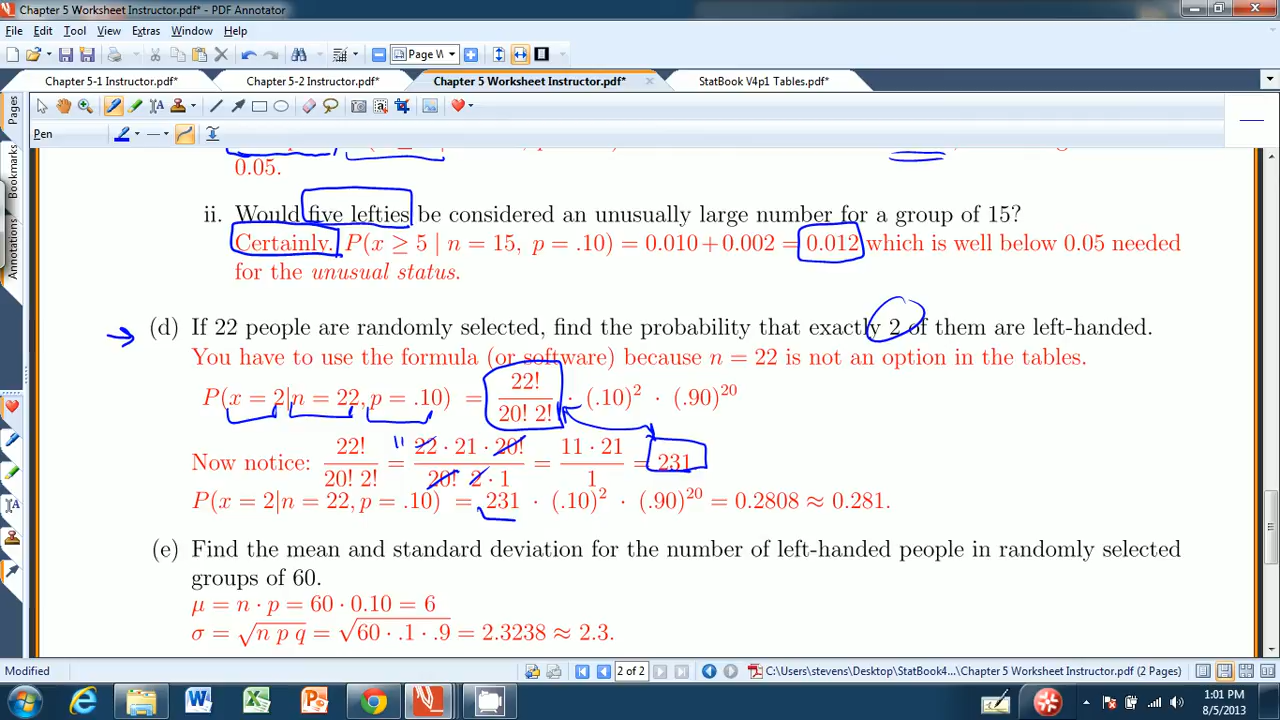 Chapter 5 Worksheet Instructor.pdf* - PDF Annotator
File Edit Tool View Extras Window Help
Page W
Chapter 5-1 Instructor.pdf* Chapter 5-2 Instructor.pdf* Chapter 5 Worksheet Instructor.pdf* StatBook V4p1 Tables.pdf*
Pen
Pages
Bookmarks
Annotations
0.05.
ii. Would five lefties be considered an unusually large number for a group of 15?
Certainly. P(x ≥ 5 | n = 15, p = .10) = 0.010+0.002 = 0.012 which is well below 0.05 needed
for the unusual status.
(d) If 22 people are randomly selected, find the probability that exactly 2 of them are left-handed.
You have to use the formula (or software) because n = 22 is not an option in the tables.
P(x = 2|n = 22, p = .10) = 22!/(20! 2!) · (.10)² · (.90)²⁰
11
Now notice: 22!/(20! 2!) = (22 · 21 · 20!)/(20! 2 · 1) = (11 · 21)/1 = 231
P(x = 2|n = 22, p = .10) = 231 · (.10)² · (.90)²⁰ = 0.2808 ≈ 0.281.
(e) Find the mean and standard deviation for the number of left-handed people in randomly selected
groups of 60.
μ = n · p = 60 · 0.10 = 6
σ = √(n p q) = √(60 · .1 · .9) = 2.3238 ≈ 2.3.
Modified 2 of 2 C:\Users\stevens\Desktop\StatBook4...\Chapter 5 Worksheet Instructor.pdf (2 Pages)
1:01 PM
8/5/2013